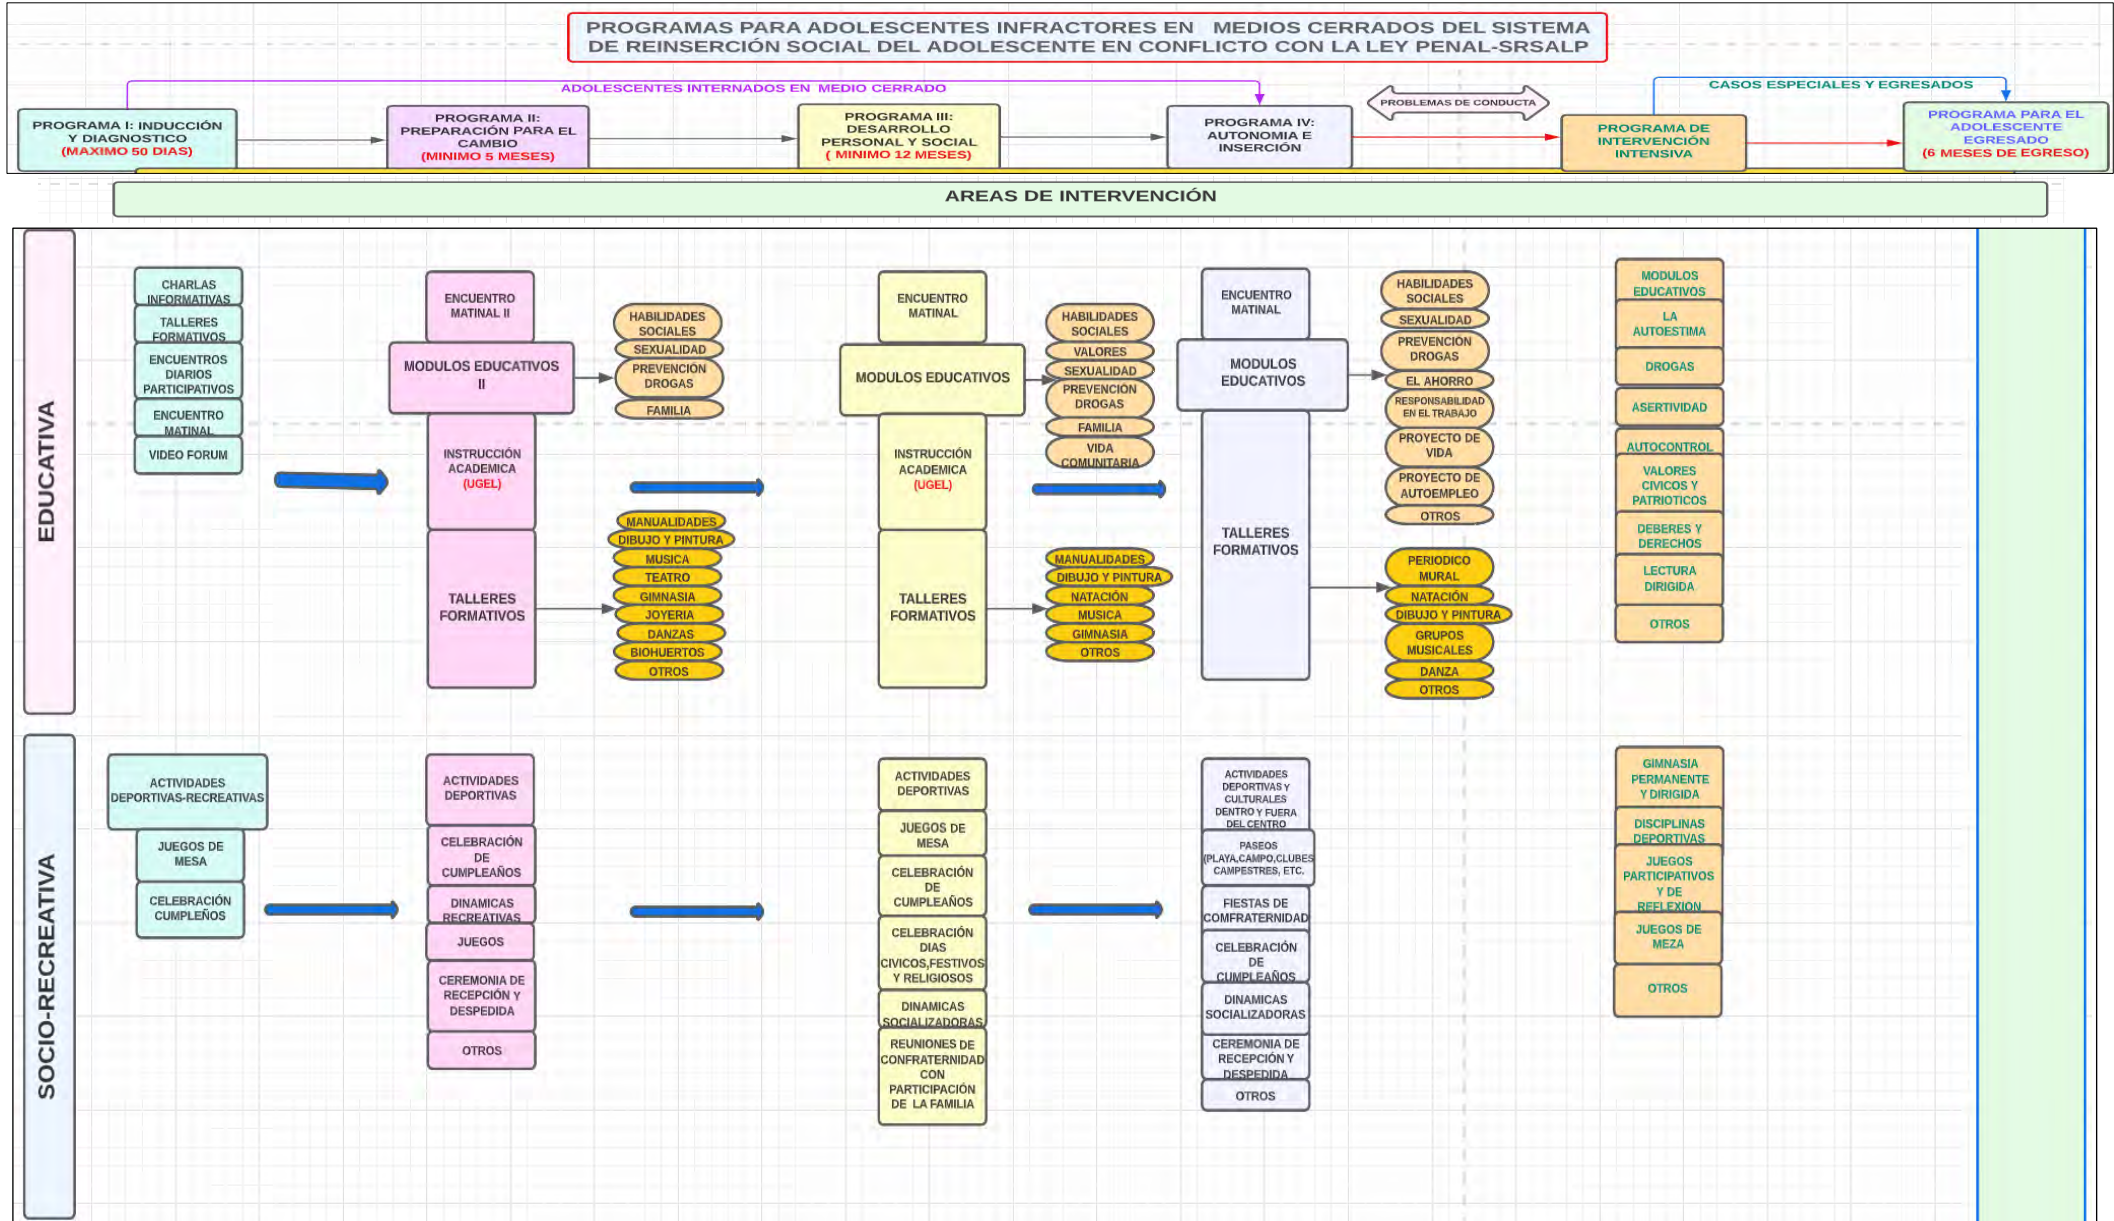 PROGRAMAS PARA ADOLESCENTES INFRACTORES EN MEDIOS CERRADOS DEL SISTEMA
DE REINSERCIÓN SOCIAL DEL ADOLESCENTE EN CONFLICTO CON LA LEY PENAL-SRSALP
ADOLESCENTES INTERNADOS EN MEDIO CERRADO
PROBLEMAS DE CONDUCTA
CASOS ESPECIALES Y EGRESADOS
PROGRAMA I: INDUCCIÓN
Y DIAGNOSTICO
(MAXIMO 50 DIAS)
PROGRAMA II:
PREPARACIÓN PARA EL
CAMBIO
(MINIMO 5 MESES)
PROGRAMA III:
DESARROLLO
PERSONAL Y SOCIAL
( MINIMO 12 MESES)
PROGRAMA IV:
AUTONOMIA E
INSERCIÓN
PROGRAMA DE
INTERVENCIÓN
INTENSIVA
PROGRAMA PARA EL
ADOLESCENTE
EGRESADO
(6 MESES DE EGRESO)
AREAS DE INTERVENCIÓN
EDUCATIVA
CHARLAS
INFORMATIVAS
TALLERES
FORMATIVOS
ENCUENTROS
DIARIOS
PARTICIPATIVOS
ENCUENTRO
MATINAL
VIDEO FORUM
ENCUENTRO
MATINAL II
MODULOS EDUCATIVOS
II
INSTRUCCIÓN
ACADEMICA
(UGEL)
TALLERES
FORMATIVOS
HABILIDADES
SOCIALES
SEXUALIDAD
PREVENCIÓN
DROGAS
FAMILIA
MANUALIDADES
DIBUJO Y PINTURA
MUSICA
TEATRO
GIMNASIA
JOYERIA
DANZAS
BIOHUERTOS
OTROS
ENCUENTRO
MATINAL
MODULOS EDUCATIVOS
INSTRUCCIÓN
ACADEMICA
(UGEL)
TALLERES
FORMATIVOS
HABILIDADES
SOCIALES
VALORES
SEXUALIDAD
PREVENCIÓN
DROGAS
FAMILIA
VIDA
COMUNITARIA
MANUALIDADES
DIBUJO Y PINTURA
NATACIÓN
MUSICA
GIMNASIA
OTROS
ENCUENTRO
MATINAL
MODULOS
EDUCATIVOS
TALLERES
FORMATIVOS
HABILIDADES
SOCIALES
SEXUALIDAD
PREVENCIÓN
DROGAS
EL AHORRO
RESPONSABILIDAD
EN EL TRABAJO
PROYECTO DE
VIDA
PROYECTO DE
AUTOEMPLEO
OTROS
PERIODICO
MURAL
NATACIÓN
DIBUJO Y PINTURA
GRUPOS
MUSICALES
DANZA
OTROS
MODULOS
EDUCATIVOS
LA
AUTOESTIMA
DROGAS
ASERTIVIDAD
AUTOCONTROL
VALORES
CIVICOS Y
PATRIOTICOS
DEBERES Y
DERECHOS
LECTURA
DIRIGIDA
OTROS
SOCIO-RECREATIVA
ACTIVIDADES
DEPORTIVAS-RECREATIVAS
JUEGOS DE
MESA
CELEBRACIÓN
CUMPLEÑOS
ACTIVIDADES
DEPORTIVAS
CELEBRACIÓN
DE
CUMPLEAÑOS
DINAMICAS
RECREATIVAS
JUEGOS
CEREMONIA DE
RECEPCIÓN Y
DESPEDIDA
OTROS
ACTIVIDADES
DEPORTIVAS
JUEGOS DE
MESA
CELEBRACIÓN
DE
CUMPLEAÑOS
CELEBRACIÓN
DIAS
CIVICOS,FESTIVOS
Y RELIGIOSOS
DINAMICAS
SOCIALIZADORAS
REUNIONES DE
CONFRATERNIDAD
CON
PARTICIPACIÓN
DE LA FAMILIA
ACTIVIDADES
DEPORTIVAS Y
CULTURALES
DENTRO Y FUERA
DEL CENTRO
PASEOS
(PLAYA,CAMPO,CLUBES
CAMPESTRES, ETC.
FIESTAS DE
COMFRATERNIDAD
CELEBRACIÓN
DE
CUMPLEAÑOS
DINAMICAS
SOCIALIZADORAS
CEREMONIA DE
RECEPCIÓN Y
DESPEDIDA
OTROS
GIMNASIA
PERMANENTE
Y DIRIGIDA
DISCIPLINAS
DEPORTIVAS
JUEGOS
PARTICIPATIVOS
Y DE
REFLEXION
JUEGOS DE
MEZA
OTROS